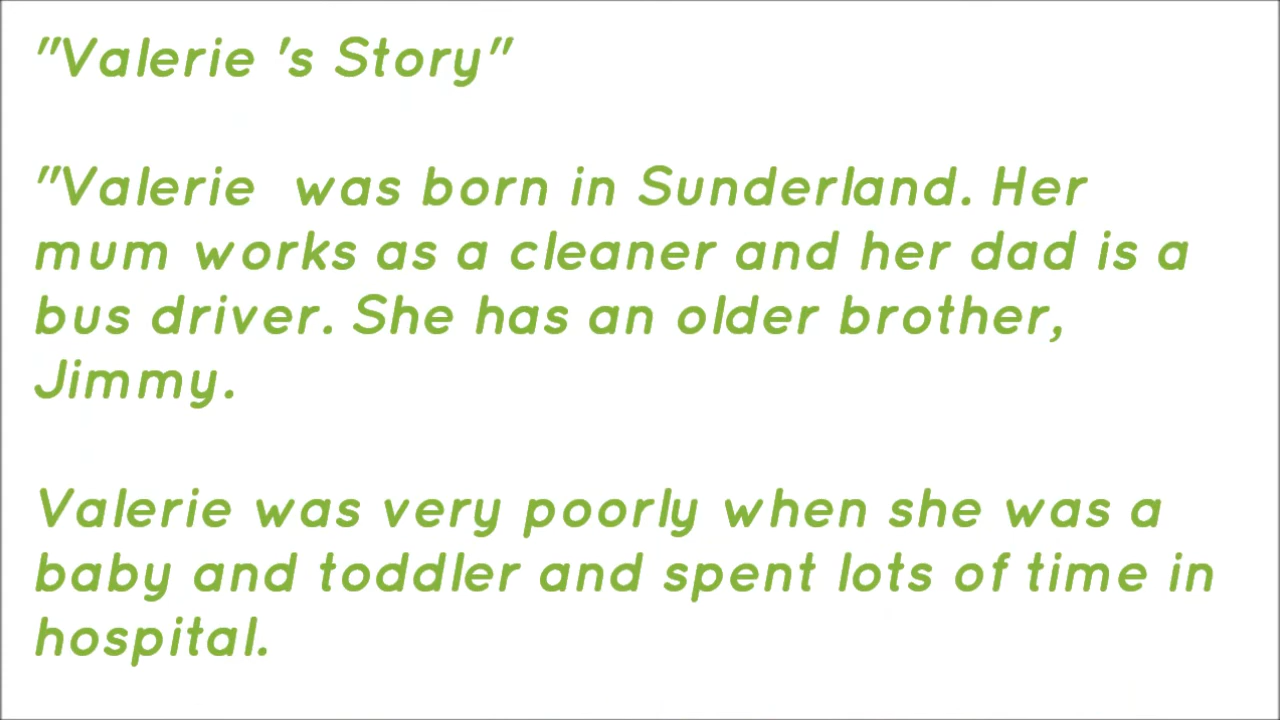 "Valerie 's Story"
"Valerie  was born in Sunderland. Her
mum works as a cleaner and her dad is a
bus driver. She has an older brother,
Jimmy.
Valerie was very poorly when she was a
baby and toddler and spent lots of time in
hospital.